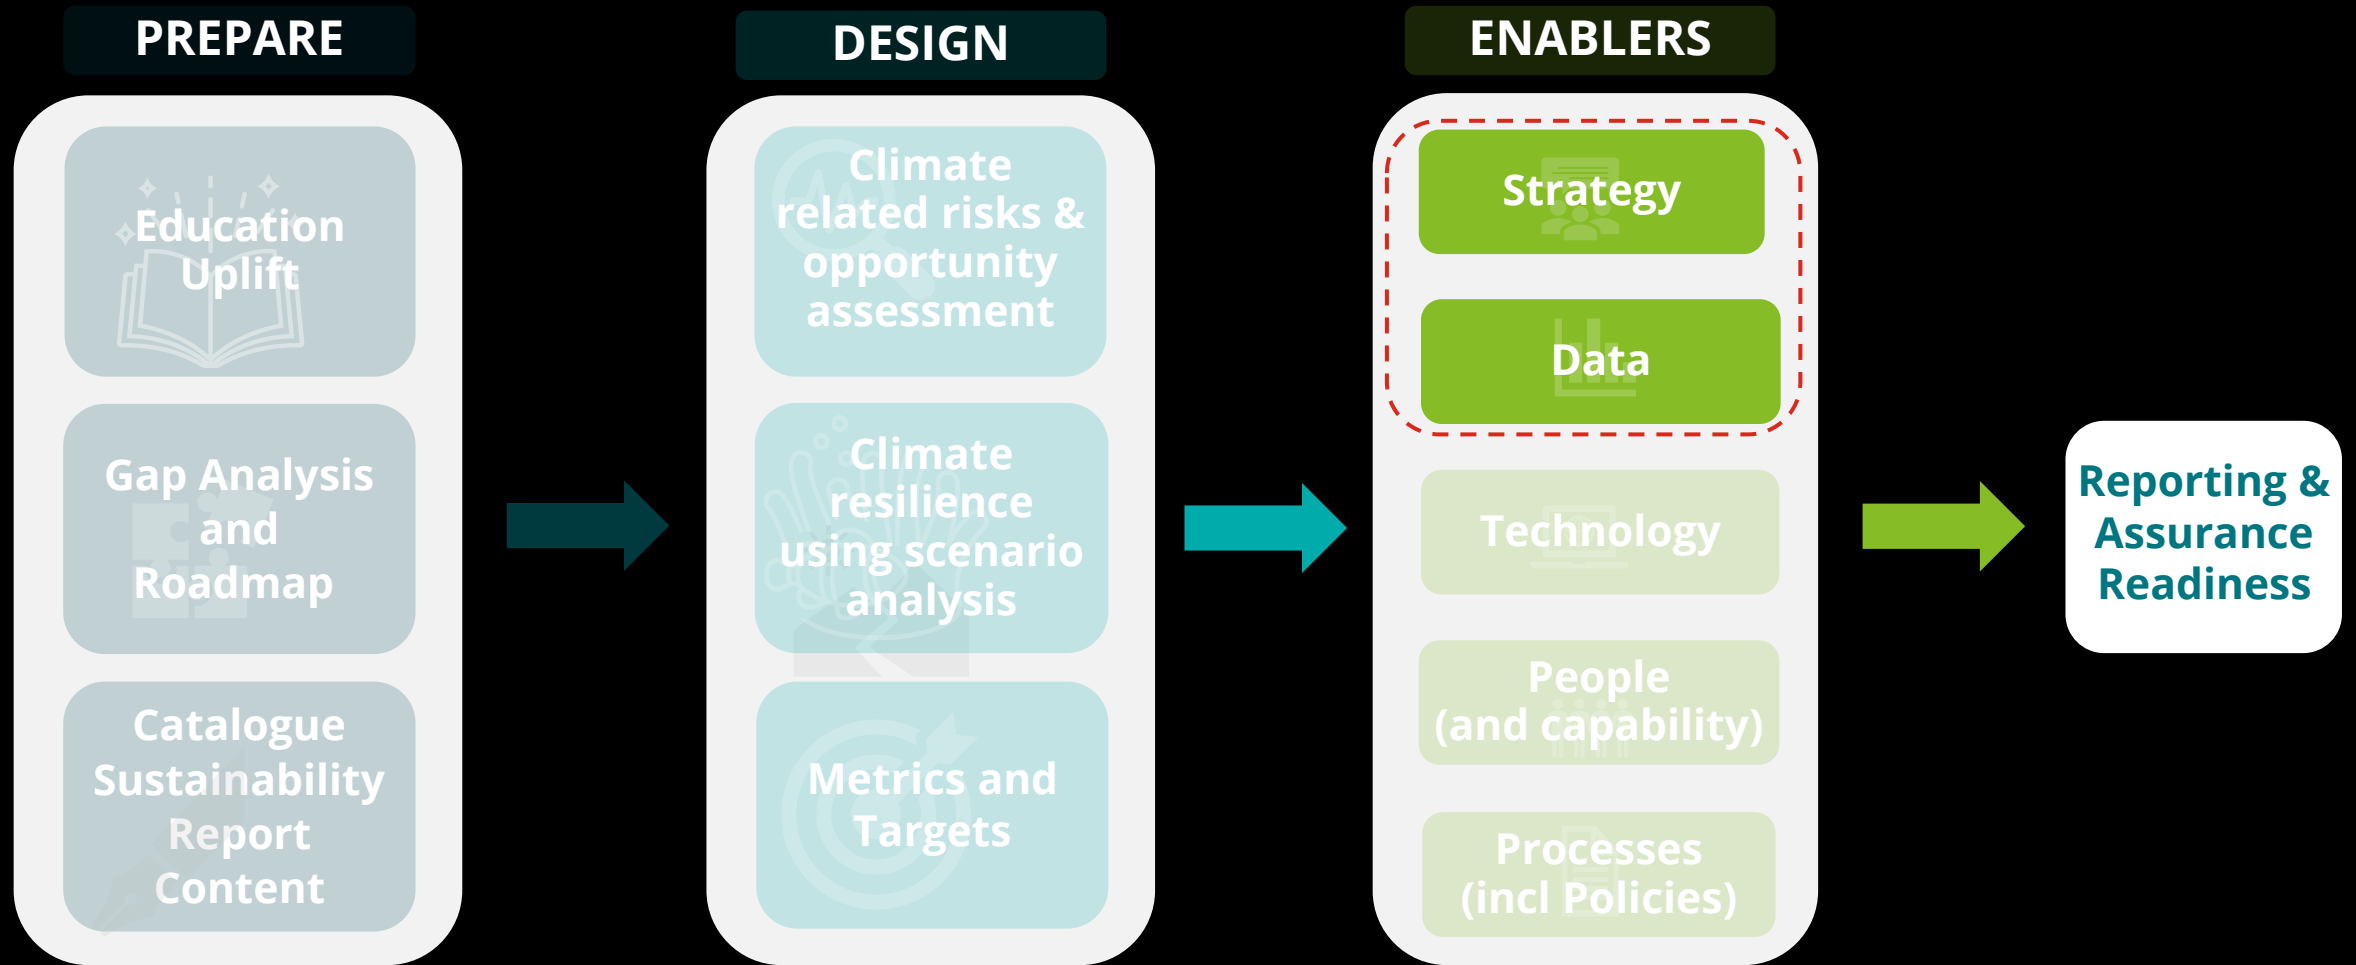 PREPARE
Education
Uplift
Gap Analysis
and
Roadmap
Catalogue
Sustainability
Report
Content
DESIGN
Climate
related risks &
opportunity
assessment
Climate
resilience
using scenario
analysis
Metrics and
Targets
ENABLERS
Strategy
Data
Technology
People
(and capability)
Processes
(incl Policies)
Reporting &
Assurance
Readiness